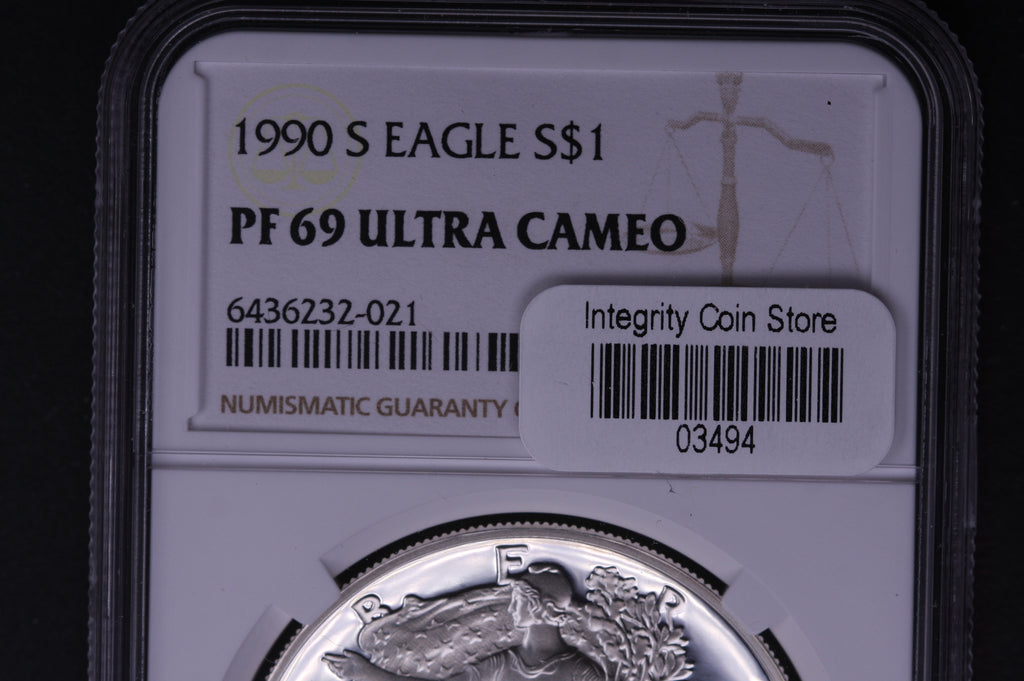 1990 S EAGLE S$1
PF 69 ULTRA CAMEO
6436232-021
NUMISMATIC GUARANTY
Integrity Coin Store
03494
R E R